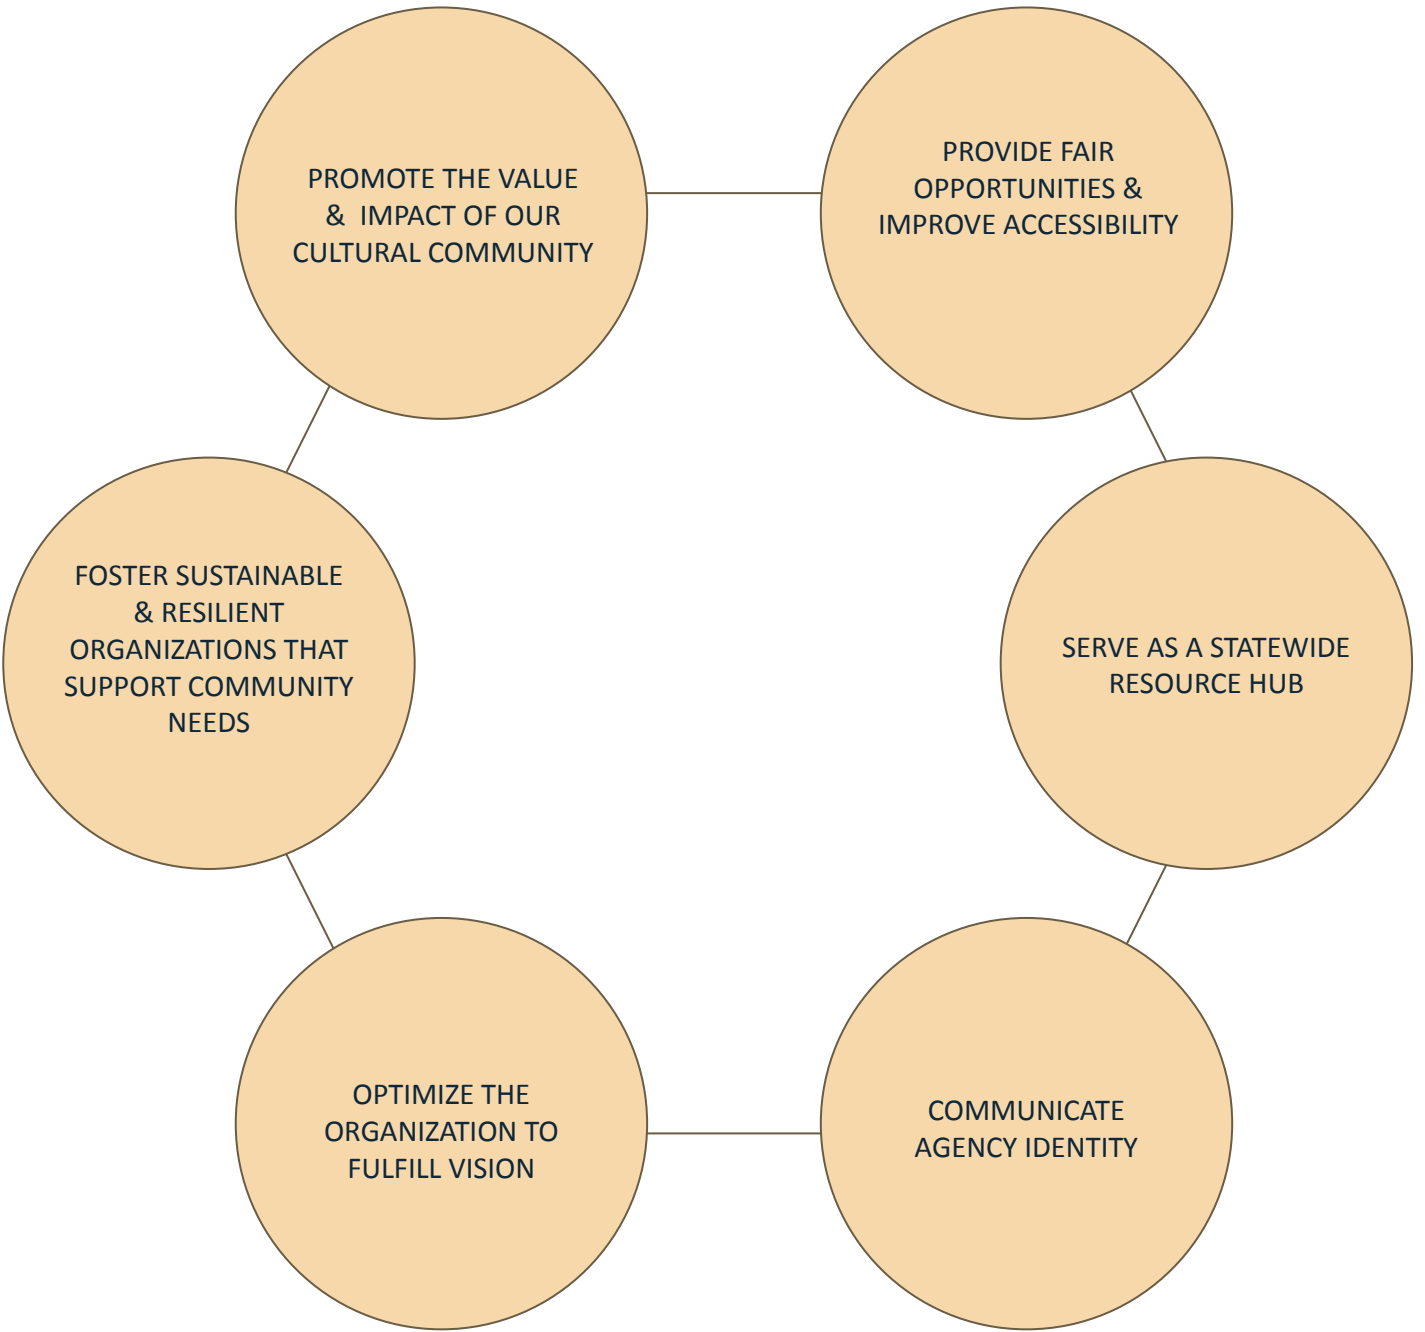 PROMOTE THE VALUE
& IMPACT OF OUR
CULTURAL COMMUNITY
PROVIDE FAIR
OPPORTUNITIES &
IMPROVE ACCESSIBILITY
FOSTER SUSTAINABLE
& RESILIENT
ORGANIZATIONS THAT
SUPPORT COMMUNITY
NEEDS
SERVE AS A STATEWIDE
RESOURCE HUB
OPTIMIZE THE
ORGANIZATION TO
FULFILL VISION
COMMUNICATE
AGENCY IDENTITY